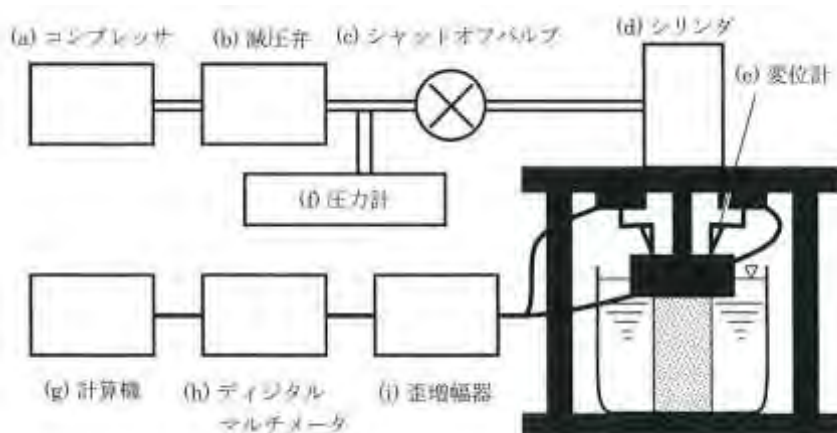 (a) コンプレッサ
(b) 減圧弁
(c) シャットオフバルブ
(d) シリンダ
(e) 変位計
(f) 圧力計
(g) 計算機
(h) ディジタル
マルチメータ
(i) 歪増幅器